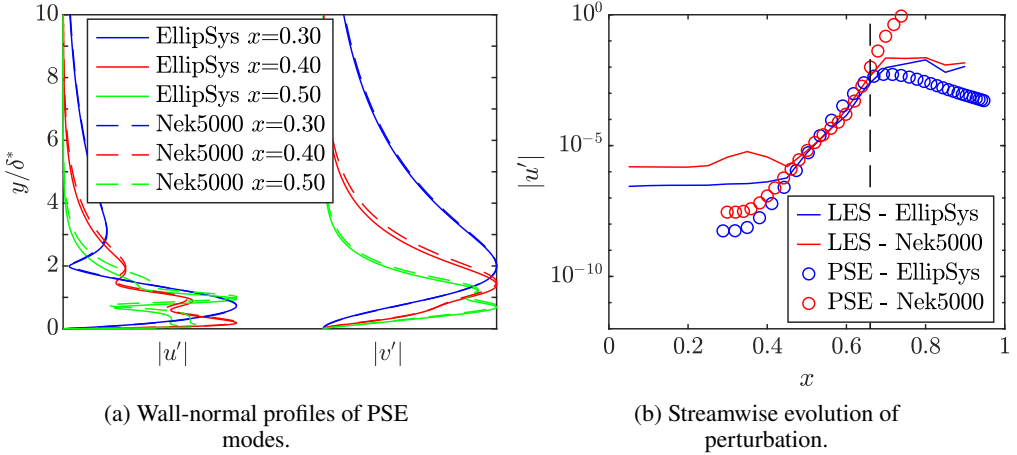 10
8
6
4
2
0
y/δ*
EllipSys x=0.30
EllipSys x=0.40
EllipSys x=0.50
Nek5000 x=0.30
Nek5000 x=0.40
Nek5000 x=0.50
|u′|
|v′|
(a) Wall-normal profiles of PSE
modes.
10⁰
10⁻⁵
10⁻¹⁰
|u′|
LES - EllipSys
LES - Nek5000
PSE - EllipSys
PSE - Nek5000
0
0.2
0.4
0.6
0.8
1
x
(b) Streamwise evolution of
perturbation.